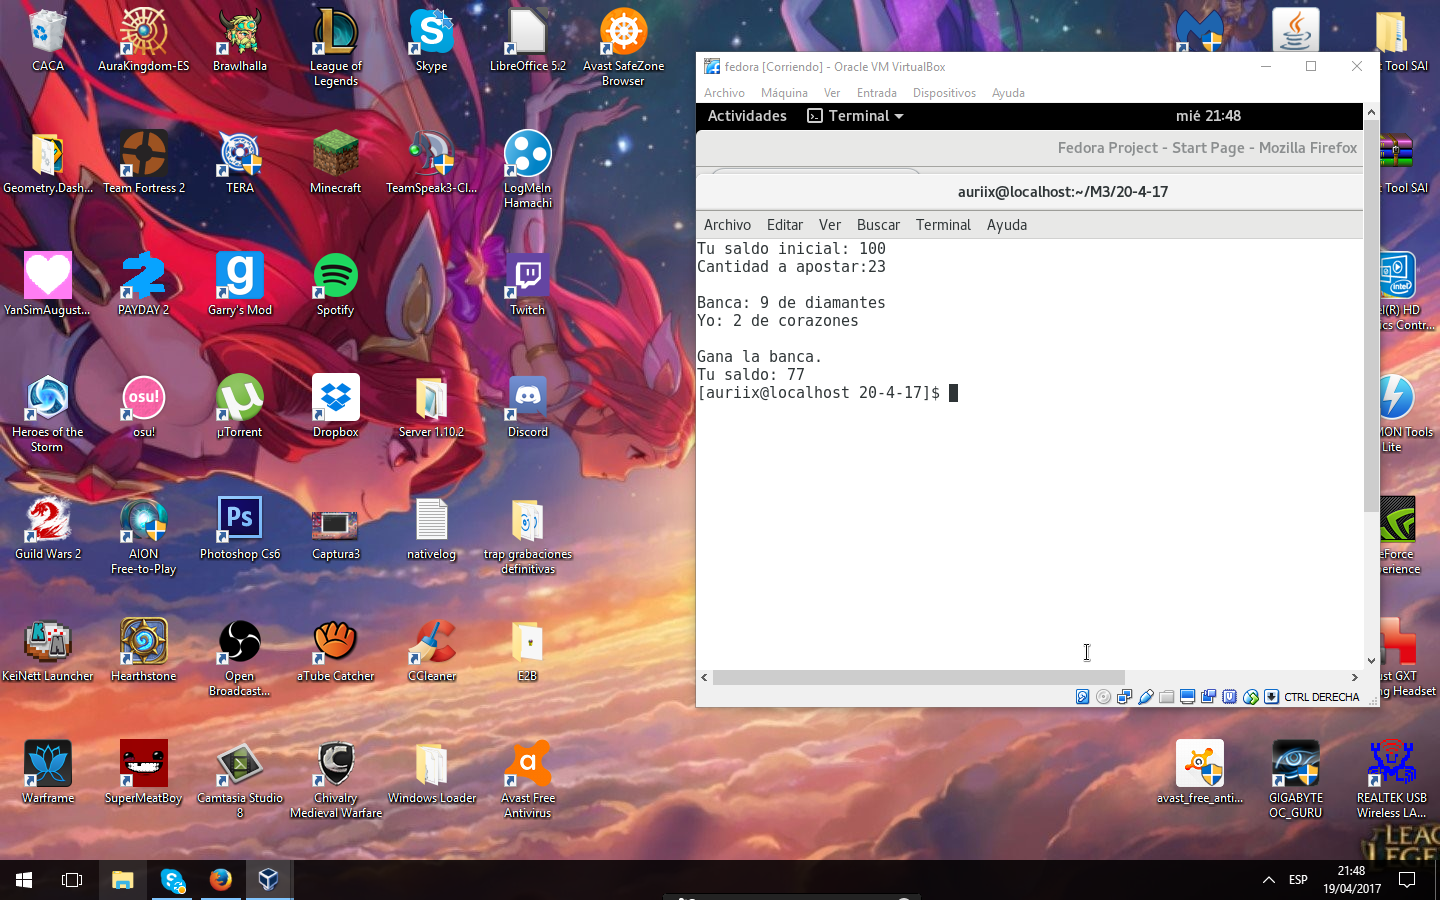 CACA
AuraKingdom-ES
Brawlhalla
League of
Legends
Skype
LibreOffice 5.2
Avast SafeZone
Browser
Tool SAI
Geometry.Dash...
Team Fortress 2
TERA
Minecraft
TeamSpeak3-Cl...
LogMeIn
Hamachi
Tool SAI
YanSimAugust...
PAYDAY 2
Garry's Mod
Spotify
Twitch
Heroes of the
Storm
osu!
osu!
µTorrent
Dropbox
Server 1.10.2
Discord
Tools
Lite
Guild Wars 2
AION
Free-to-Play
Ps
Photoshop Cs6
Captura3
nativelog
trap grabaciones
definitivas
KeiNett Launcher
Hearthstone
Open
Broadcast...
aTube Catcher
CCleaner
E2B
GXT
Headset
Warframe
SuperMeatBoy
Camtasia Studio
8
Chivalry
Medieval Warfare
Windows Loader
Avast Free
Antivirus
avast_free_anti...
GIGABYTE
OC_GURU
REALTEK USB
Wireless LA...
fedora [Corriendo] - Oracle VM VirtualBox
Archivo Máquina Ver Entrada Dispositivos Ayuda
Actividades Terminal mié 21:48
Fedora Project - Start Page - Mozilla Firefox
auriix@localhost:~/M3/20-4-17
Archivo Editar Ver Buscar Terminal Ayuda
Tu saldo inicial: 100
Cantidad a apostar:23
Banca: 9 de diamantes
Yo: 2 de corazones
Gana la banca.
Tu saldo: 77
[auriix@localhost 20-4-17]$
CTRL DERECHA
ESP
21:48
19/04/2017